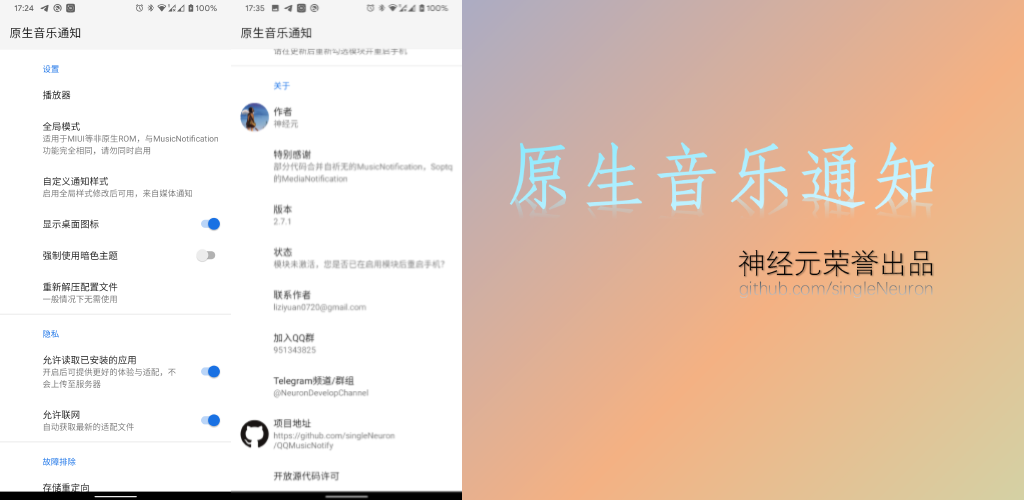 17:24
100%
原生音乐通知
设置
播放器
全局模式
适用于MIUI等非原生ROM，与MusicNotification
功能完全相同，请勿同时启用
自定义通知样式
启用全局样式修改后可用，来自媒体通知
显示桌面图标
强制使用暗色主题
重新解压配置文件
一般情况下无需使用
隐私
允许读取已安装的应用
开启后可提供更好的体验与适配，不
会上传至服务器
允许联网
自动获取最新的适配文件
故障排除
存储重定向
17:35
100%
原生音乐通知
请在更新后重新勾选模块并重启手机
关于
作者
神经元
特别感谢
部分代码合并自祈无的MusicNotification，Soptq
的MediaNotification
版本
2.7.1
状态
模块未激活，您是否已在启用模块后重启手机?
联系作者
liziyuan0720@gmail.com
加入QQ群
951343825
Telegram频道/群组
@NeuronDevelopChannel
项目地址
https://github.com/singleNeuron
/QQMusicNotify
开放源代码许可
原生音乐通知
神经元荣誉出品
github.com/singleNeuron